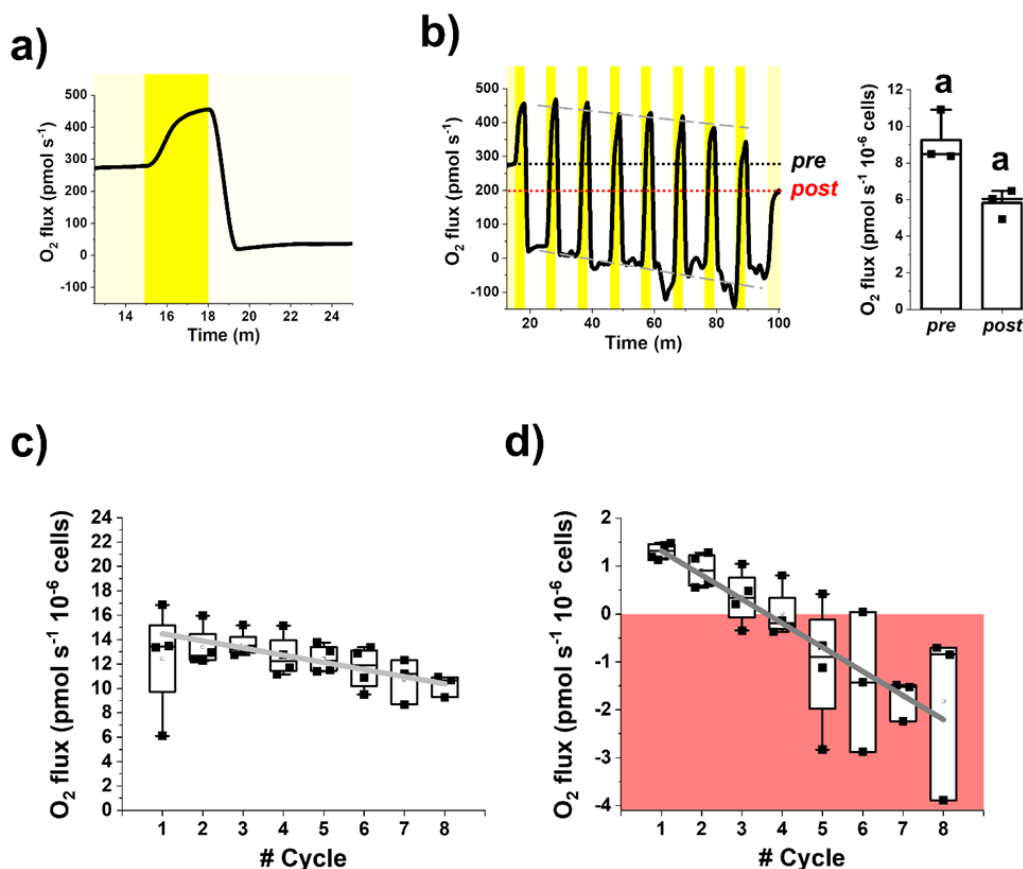 a)
500
400
300
200
100
0
-100
O₂ flux (pmol s⁻¹)
14 16 18 20 22 24
Time (m)
b)
500
400
300
200
100
0
-100
O₂ flux (pmol s⁻¹)
20 40 60 80 100
Time (m)
pre
post
a
a
12
10
8
6
4
2
0
O₂ flux (pmol s⁻¹ 10⁻⁶ cells)
pre post
c)
24
22
20
18
16
14
12
10
8
6
4
2
0
O₂ flux (pmol s⁻¹ 10⁻⁶ cells)
1 2 3 4 5 6 7 8
# Cycle
d)
2
1
0
-1
-2
-3
-4
O₂ flux (pmol s⁻¹ 10⁻⁶ cells)
1 2 3 4 5 6 7 8
# Cycle